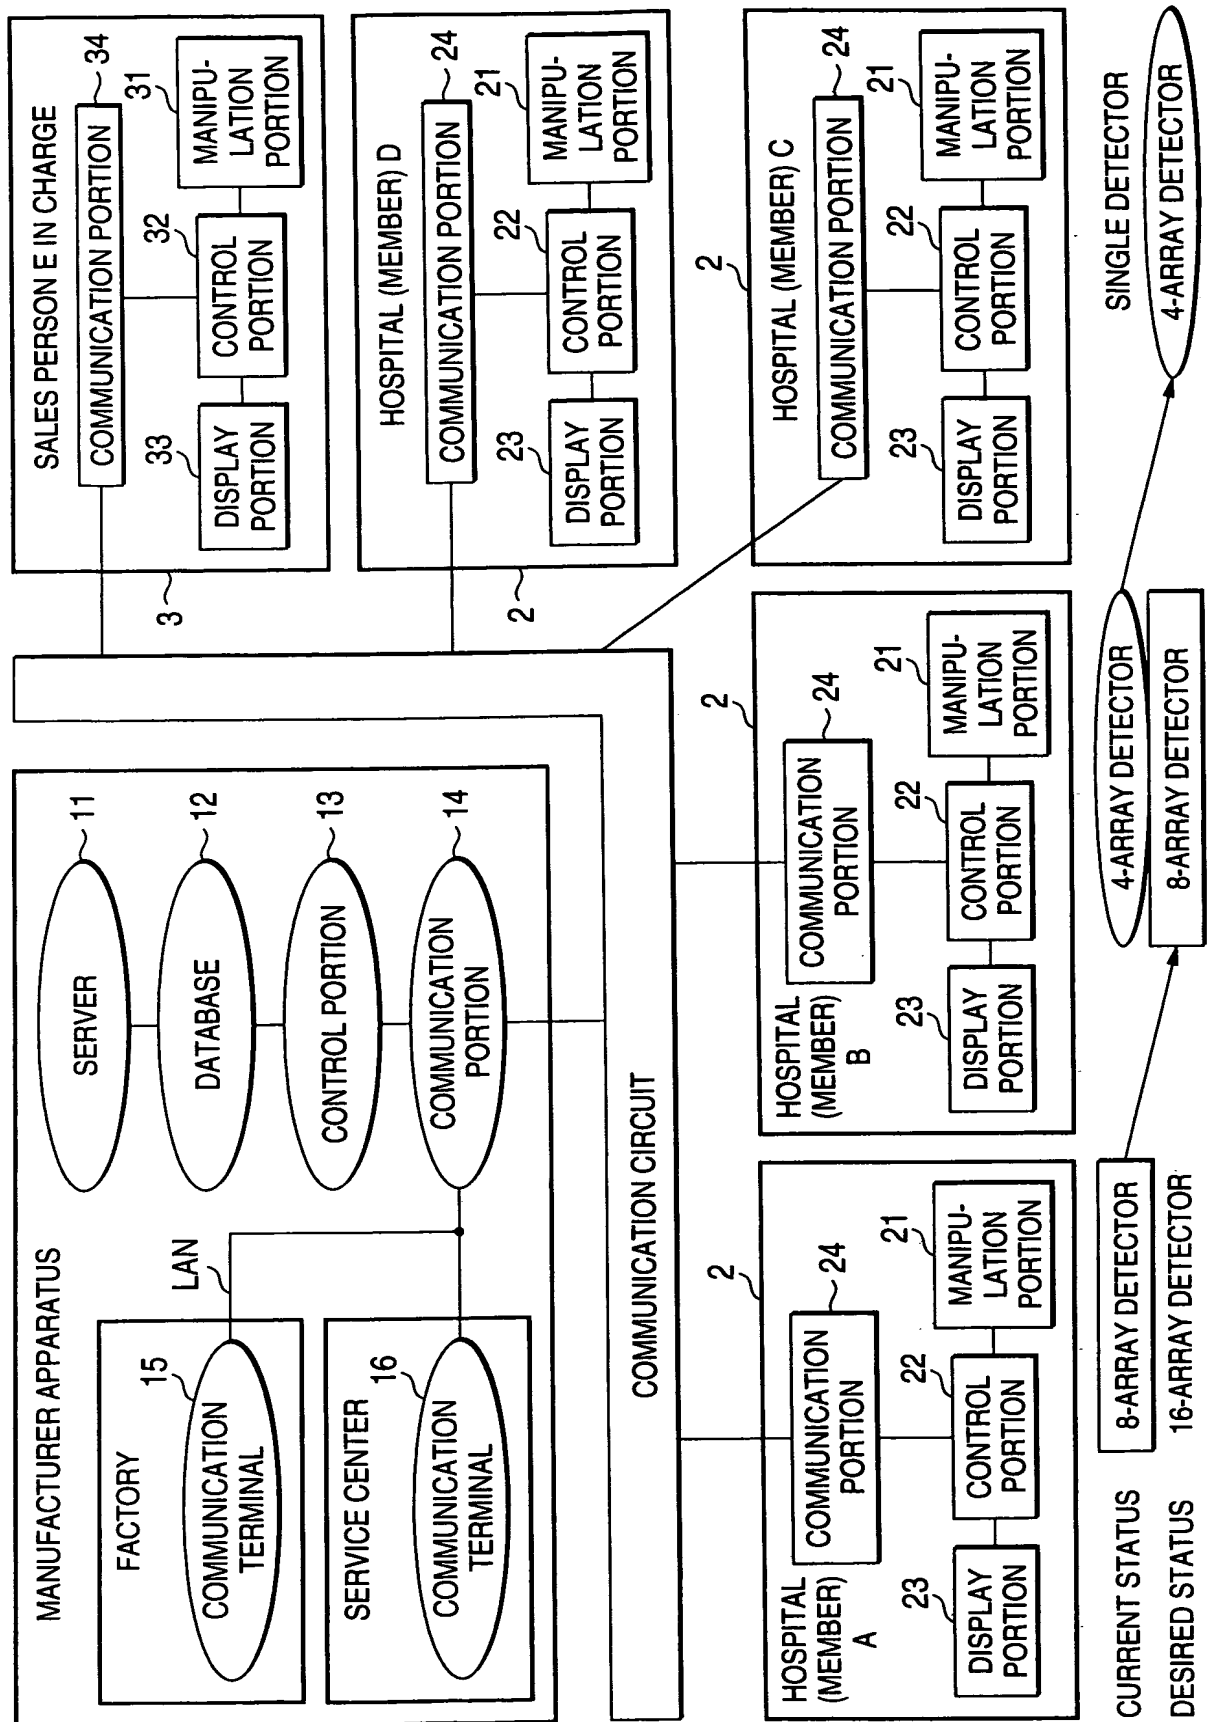 MANUFACTURER APPARATUS
FACTORY
15
COMMUNICATION
TERMINAL
SERVICE CENTER
16
COMMUNICATION
TERMINAL
LAN
SERVER
11
DATABASE
12
CONTROL PORTION
13
COMMUNICATION
PORTION
14
COMMUNICATION CIRCUIT
SALES PERSON E IN CHARGE
3
COMMUNICATION PORTION
34
33
DISPLAY
PORTION
32
CONTROL
PORTION
31
MANIPU-
LATION
PORTION
HOSPITAL (MEMBER) D
2
COMMUNICATION PORTION
24
23
DISPLAY
PORTION
22
CONTROL
PORTION
21
MANIPU-
LATION
PORTION
HOSPITAL
(MEMBER)
A
2
COMMUNICATION
PORTION
24
23
DISPLAY
PORTION
22
CONTROL
PORTION
21
MANIPU-
LATION
PORTION
HOSPITAL
(MEMBER)
B
2
COMMUNICATION
PORTION
24
23
DISPLAY
PORTION
22
CONTROL
PORTION
21
MANIPU-
LATION
PORTION
HOSPITAL (MEMBER) C
2
COMMUNICATION PORTION
24
23
DISPLAY
PORTION
22
CONTROL
PORTION
21
MANIPU-
LATION
PORTION
CURRENT STATUS
8-ARRAY DETECTOR
4-ARRAY DETECTOR
SINGLE DETECTOR
DESIRED STATUS
16-ARRAY DETECTOR
8-ARRAY DETECTOR
4-ARRAY DETECTOR